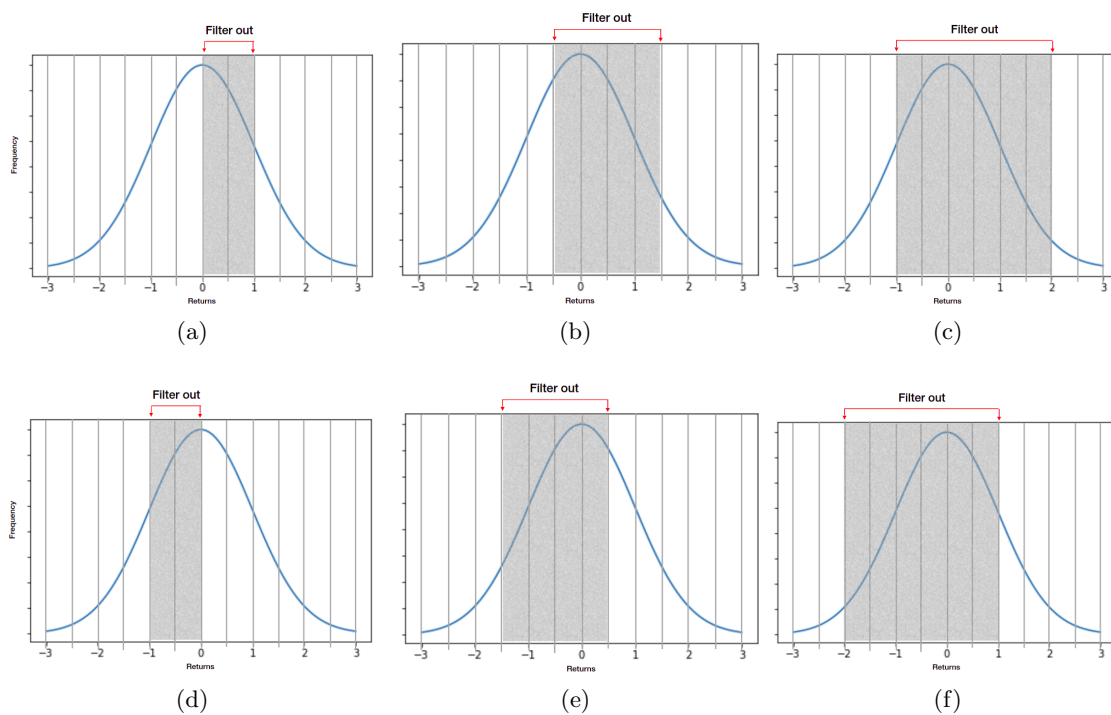 Filter out
Filter out
Filter out
Frequency
−3 −2 −1 0 1 2 3
−3 −2 −1 0 1 2 3
−3 −2 −1 0 1 2 3
Returns
Returns
Returns
(a)
(b)
(c)
Filter out
Filter out
Filter out
Frequency
−3 −2 −1 0 1 2 3
−3 −2 −1 0 1 2 3
−3 −2 −1 0 1 2 3
Returns
Returns
Returns
(d)
(e)
(f)